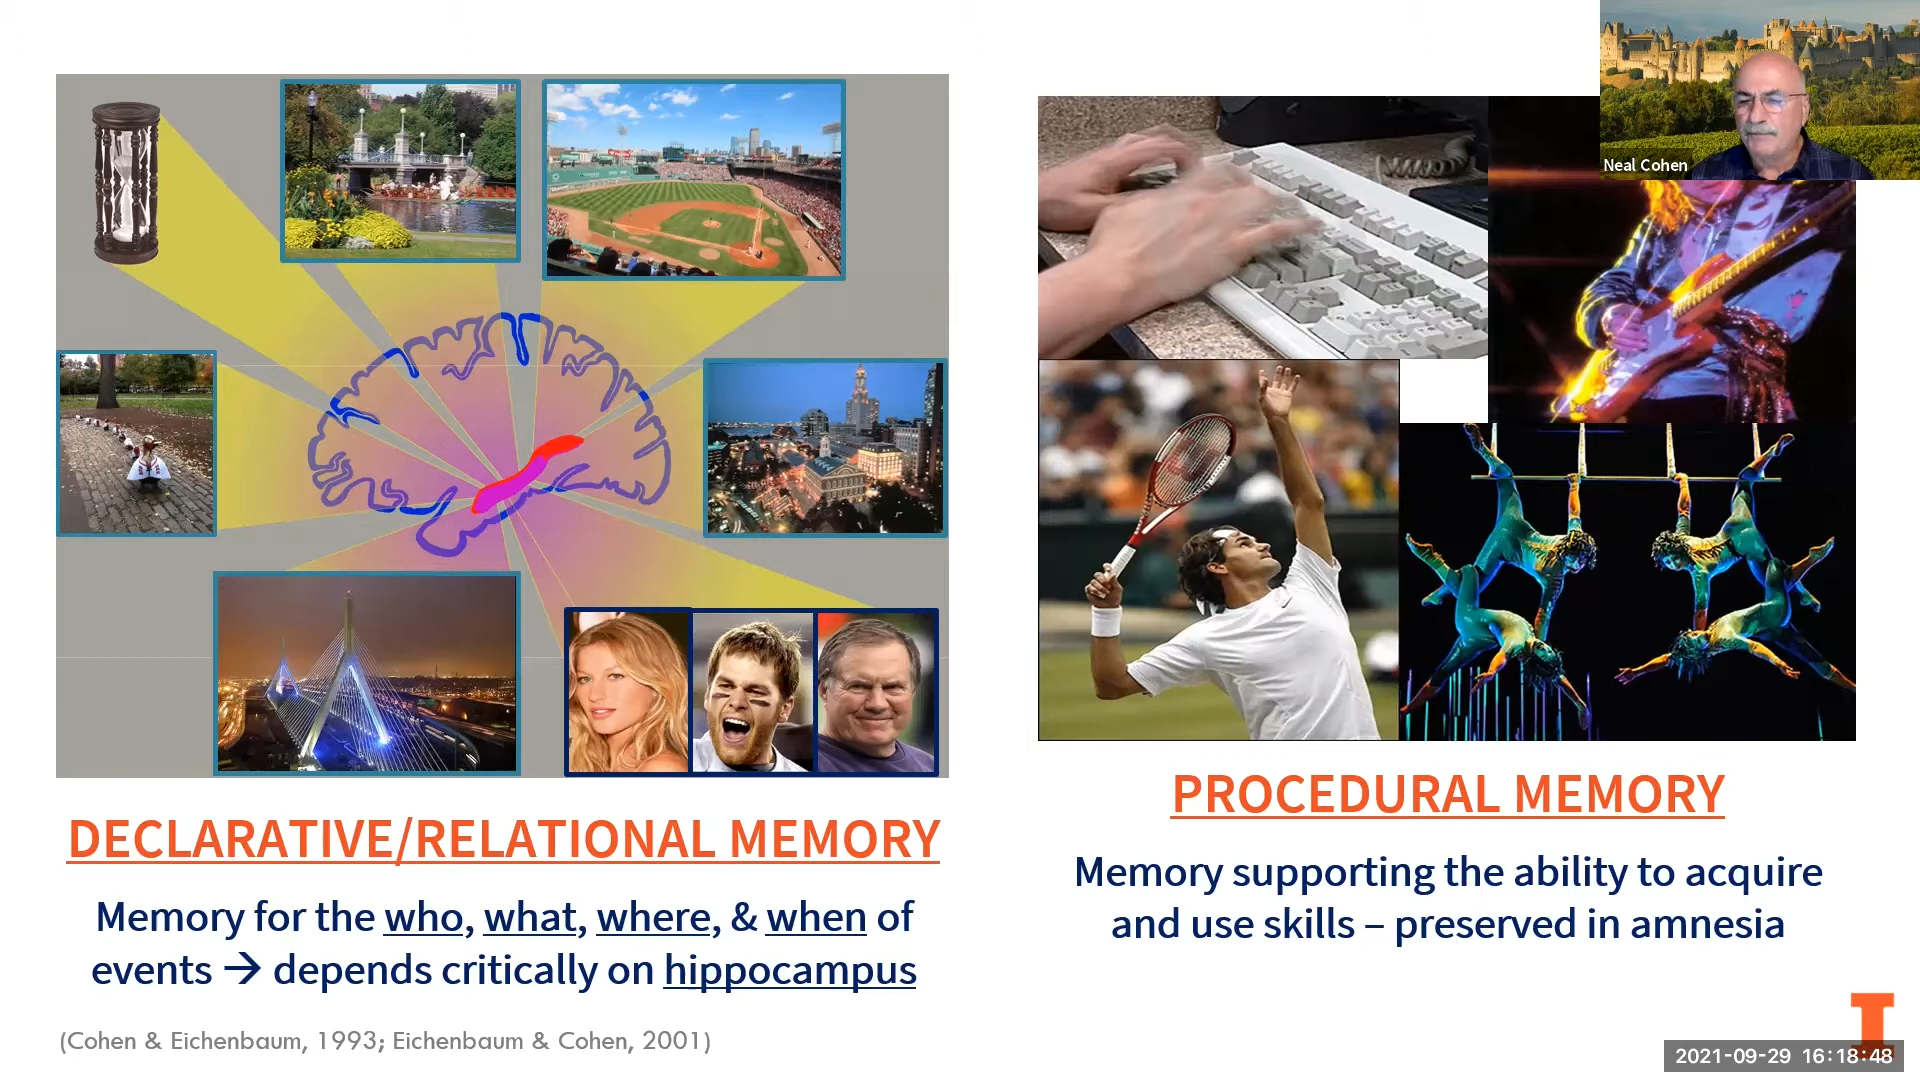 Neal Cohen
DECLARATIVE/RELATIONAL MEMORY
Memory for the who, what, where, & when of
events → depends critically on hippocampus
(Cohen & Eichenbaum, 1993; Eichenbaum & Cohen, 2001)
PROCEDURAL MEMORY
Memory supporting the ability to acquire
and use skills – preserved in amnesia
I
2021-09-29 16:18:48